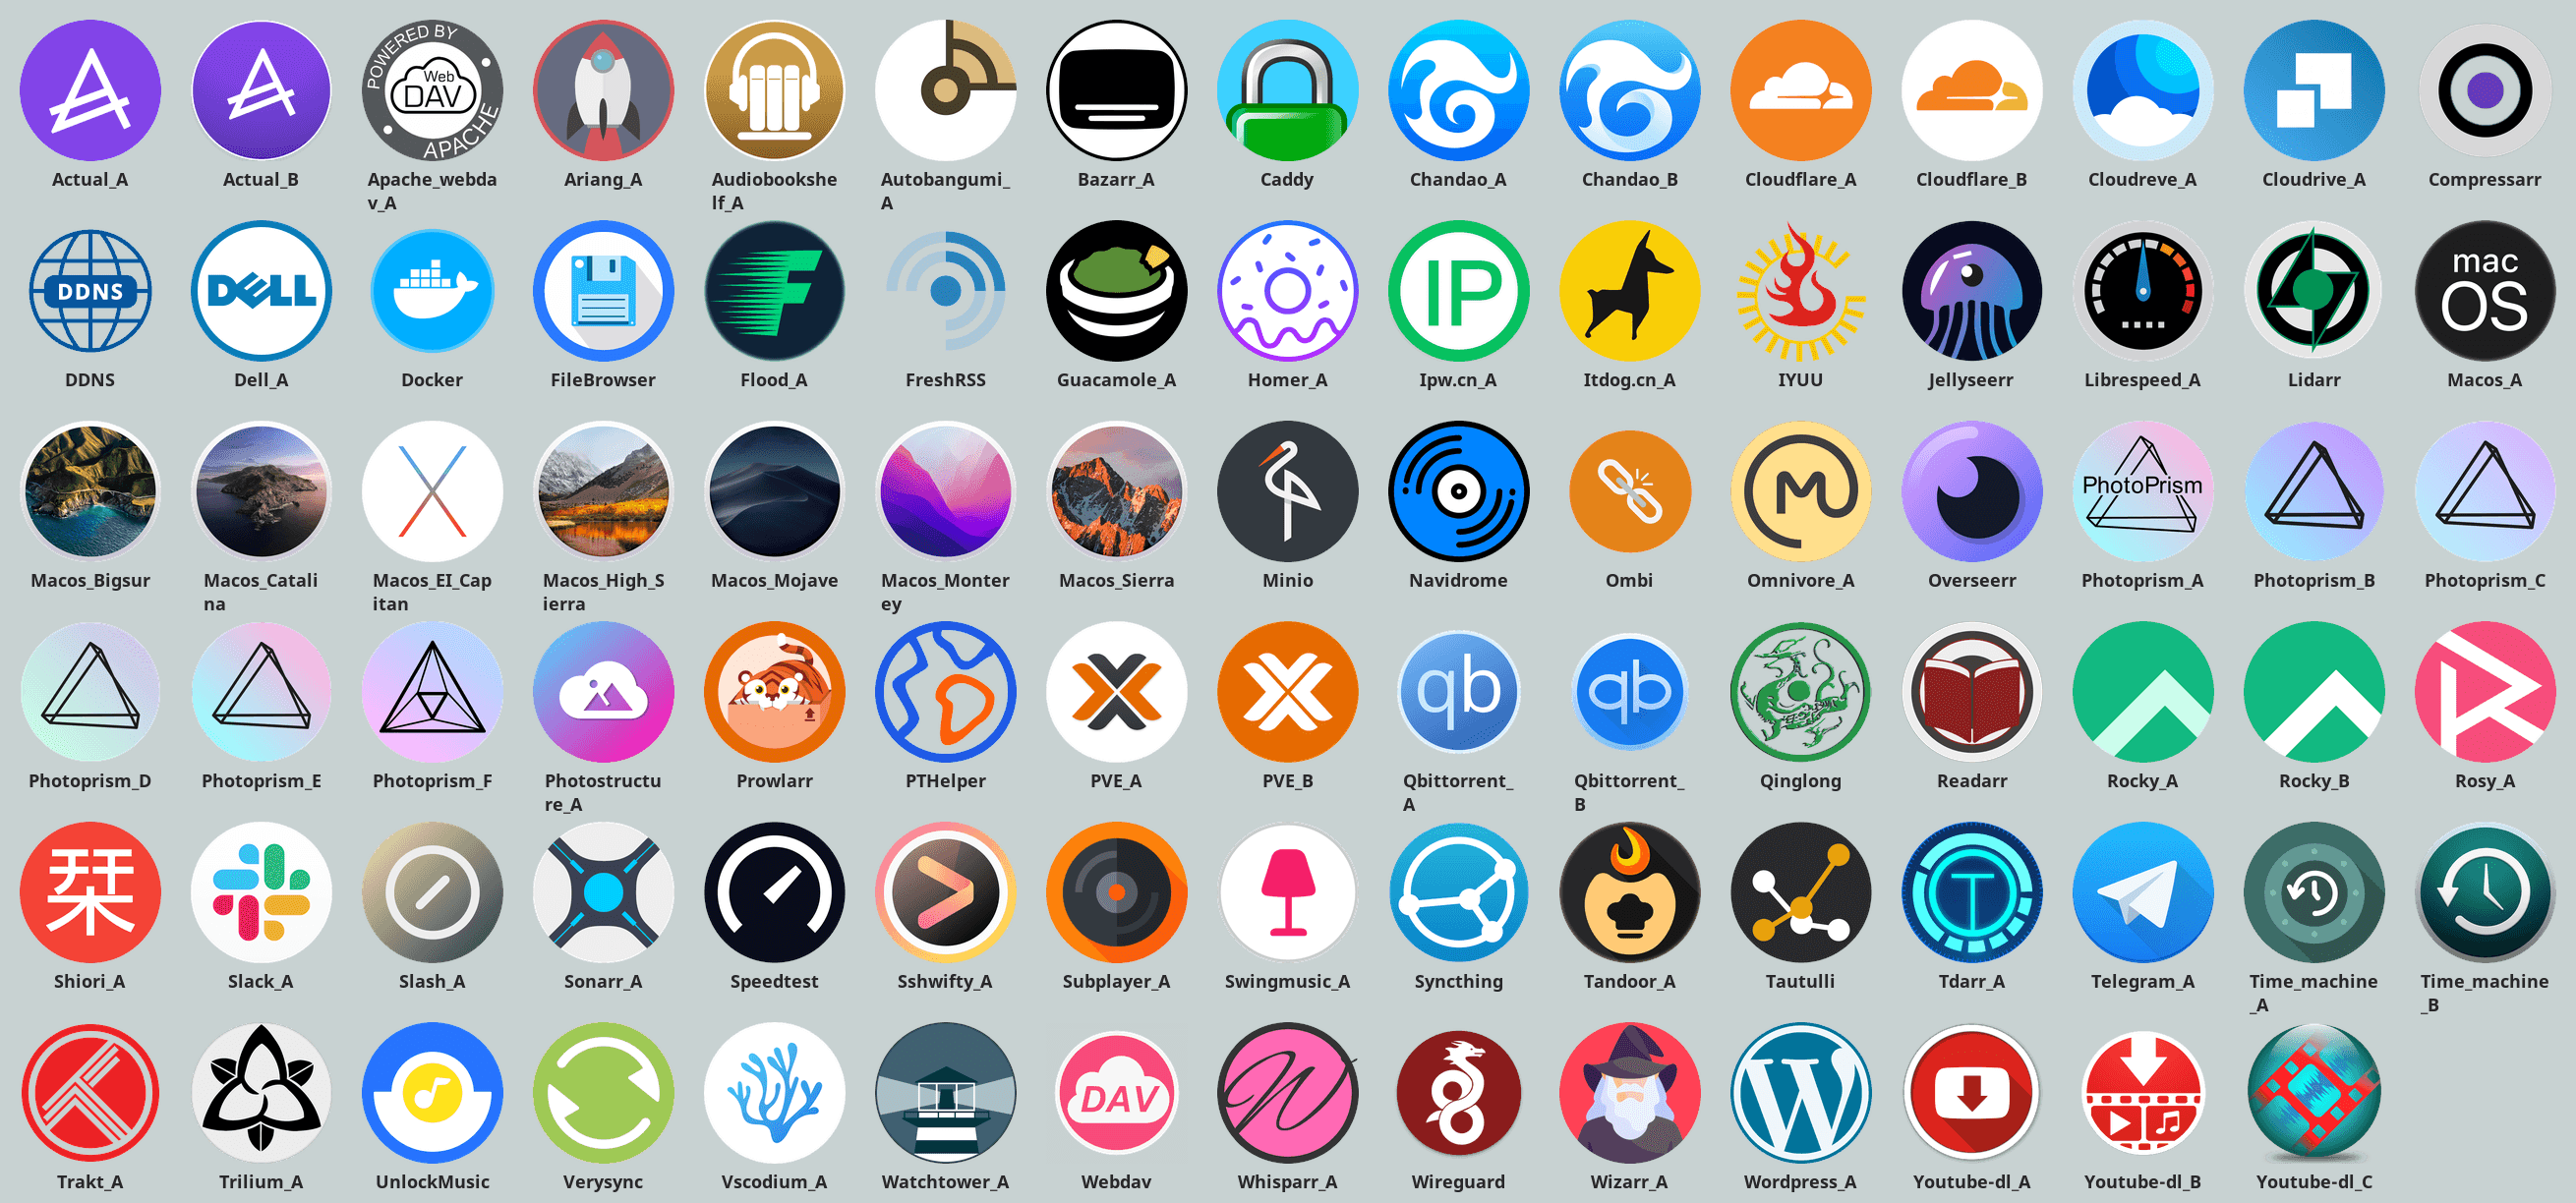 POWERED BY
Web
DAV
APACHE
Actual_A
Actual_B
Apache_webda
v_A
Ariang_A
Audiobookshe
lf_A
Autobangumi_
A
Bazarr_A
Caddy
Chandao_A
Chandao_B
Cloudflare_A
Cloudflare_B
Cloudreve_A
Clouddrive_A
Compressarr
DDNS
DELL
F
IP
mac
OS
DDNS
Dell_A
Docker
FileBrowser
Flood_A
FreshRSS
Guacamole_A
Homer_A
Ipw.cn_A
Itdog.cn_A
IYUU
Jellyseerr
Librespeed_A
Lidarr
Macos_A
X
M
PhotoPrism
Macos_Bigsur
Macos_Catali
na
Macos_EI_Cap
itan
Macos_High_S
ierra
Macos_Mojave
Macos_Monter
ey
Macos_Sierra
Minio
Navidrome
Ombi
Omnivore_A
Overseerr
Photoprism_A
Photoprism_B
Photoprism_C
qb
qb
Photoprism_D
Photoprism_E
Photoprism_F
Photostructu
re_A
Prowlarr
PTHelper
PVE_A
PVE_B
Qbittorrent_
A
Qbittorrent_
B
Qinglong
Readarr
Rocky_A
Rocky_B
Rosy_A
栞
T
Shiori_A
Slack_A
Slash_A
Sonarr_A
Speedtest
Sshwifty_A
Subplayer_A
Swingmusic_A
Syncthing
Tandoor_A
Tautulli
Tdarr_A
Telegram_A
Time_machine
_A
Time_machine
_B
DAV
W
W
Trakt_A
Trilium_A
UnlockMusic
Verysync
Vscodium_A
Watchtower_A
Webdav
Whisparr_A
Wireguard
Wizarr_A
Wordpress_A
Youtube-dl_A
Youtube-dl_B
Youtube-dl_C